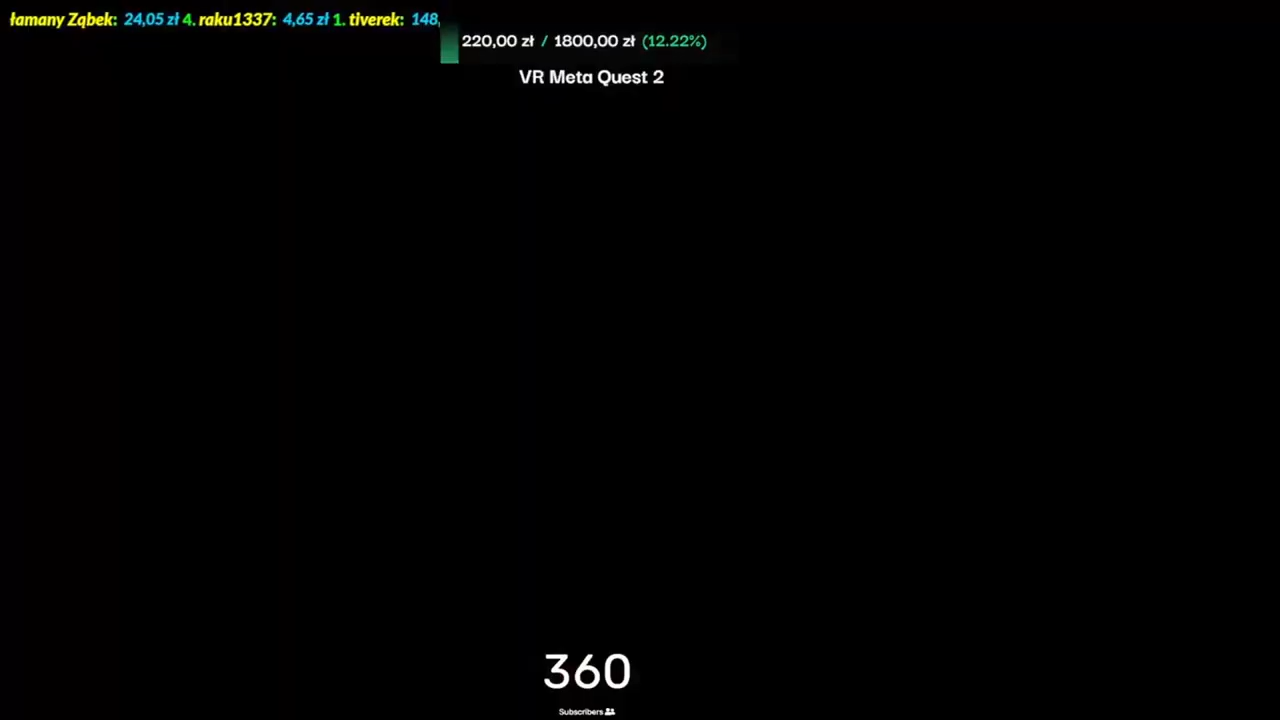 łamany Ząbek: 24,05 zł 4. raku1337: 4,65 zł 1. tiverek: 148,
220,00 zł / 1800,00 zł (12.22%)
VR Meta Quest 2
360
Subscribers